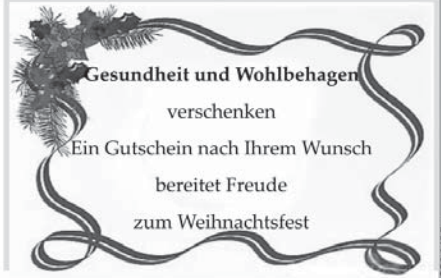 Gesundheit und Wohlbehagen
verschenken
Ein Gutschein nach Ihrem Wunsch
bereitet Freude
zum Weihnachtsfest